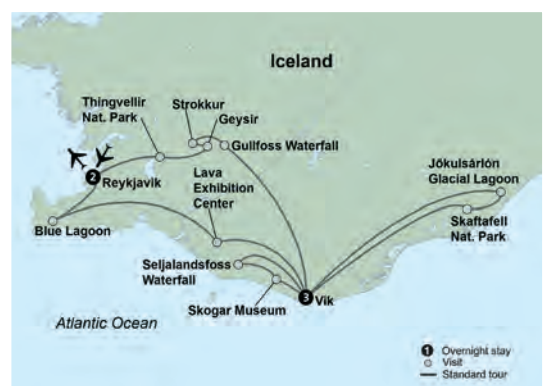 Iceland
Thingvellir
Nat. Park
Strokkur
Geysir
Gullfoss Waterfall
2
Reykjavik
Lava
Exhibition
Center
Jökulsárlón
Glacial Lagoon
Skaftafell
Nat. Park
Blue Lagoon
Seljalandsfoss
Waterfall
3
Vik
Skogar Museum
Atlantic Ocean
1 Overnight stay
Visit
Standard tour